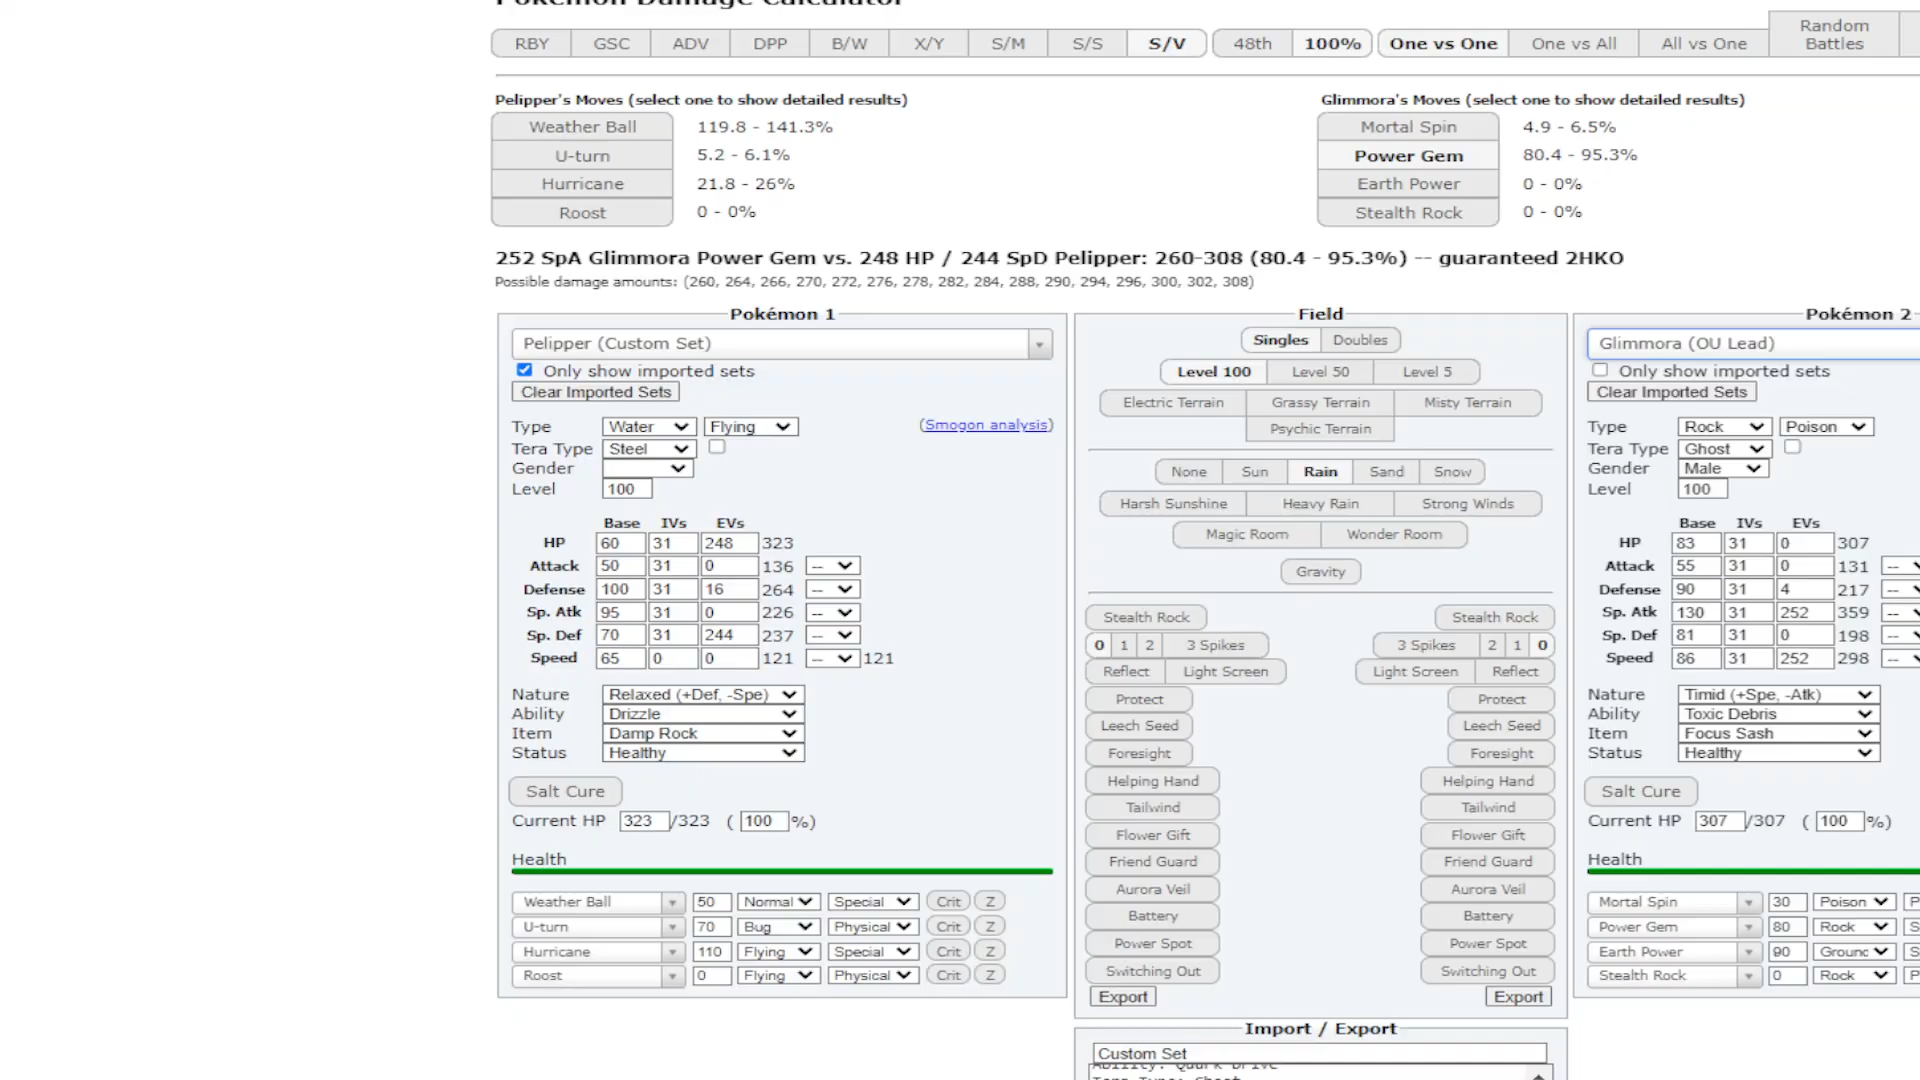 Pokémon Damage Calculator
RBY GSC ADV DPP B/W X/Y S/M S/S S/V 48th 100% One vs One One vs All All vs One Random Battles
Pelipper's Moves (select one to show detailed results) Glimmora's Moves (select one to show detailed results)
Weather Ball 119.8 - 141.3% Mortal Spin 4.9 - 6.5%
U-turn 5.2 - 6.1% Power Gem 80.4 - 95.3%
Hurricane 21.8 - 26% Earth Power 0 - 0%
Roost 0 - 0% Stealth Rock 0 - 0%
252 SpA Glimmora Power Gem vs. 248 HP / 244 SpD Pelipper: 260-308 (80.4 - 95.3%) -- guaranteed 2HKO
Possible damage amounts: (260, 264, 266, 270, 272, 276, 278, 282, 284, 288, 290, 294, 296, 300, 302, 308)
Pokémon 1
Pelipper (Custom Set)
Only show imported sets
Clear Imported Sets
Type Water Flying (Smogon analysis)
Tera Type Steel
Gender
Level 100
Base IVs EVs
HP 60 31 248 323
Attack 50 31 0 136 --
Defense 100 31 16 264 --
Sp. Atk 95 31 0 226 --
Sp. Def 70 31 244 237 --
Speed 65 0 0 121 -- 121
Nature Relaxed (+Def, -Spe)
Ability Drizzle
Item Damp Rock
Status Healthy
Salt Cure
Current HP 323 /323 ( 100 %)
Health
Weather Ball 50 Normal Special Crit Z
U-turn 70 Bug Physical Crit Z
Hurricane 110 Flying Special Crit Z
Roost 0 Flying Physical Crit Z
Field
Singles Doubles
Level 100 Level 50 Level 5
Electric Terrain Grassy Terrain Misty Terrain
Psychic Terrain
None Sun Rain Sand Snow
Harsh Sunshine Heavy Rain Strong Winds
Magic Room Wonder Room
Gravity
Stealth Rock Stealth Rock
0 1 2 3 Spikes 3 Spikes 2 1 0
Reflect Light Screen Light Screen Reflect
Protect Protect
Leech Seed Leech Seed
Foresight Foresight
Helping Hand Helping Hand
Tailwind Tailwind
Flower Gift Flower Gift
Friend Guard Friend Guard
Aurora Veil Aurora Veil
Battery Battery
Power Spot Power Spot
Switching Out Switching Out
Export Export
Import / Export
Custom Set
Ability: Quark Drive
Tera Type: Ghost
Pokémon 2
Glimmora (OU Lead)
Only show imported sets
Clear Imported Sets
Type Rock Poison
Tera Type Ghost
Gender Male
Level 100
Base IVs EVs
HP 83 31 0 307
Attack 55 31 0 131 --
Defense 90 31 4 217 --
Sp. Atk 130 31 252 359 --
Sp. Def 81 31 0 198 --
Speed 86 31 252 298 --
Nature Timid (+Spe, -Atk)
Ability Toxic Debris
Item Focus Sash
Status Healthy
Salt Cure
Current HP 307 /307 ( 100 %)
Health
Mortal Spin 30 Poison P
Power Gem 80 Rock S
Earth Power 90 Ground S
Stealth Rock 0 Rock P